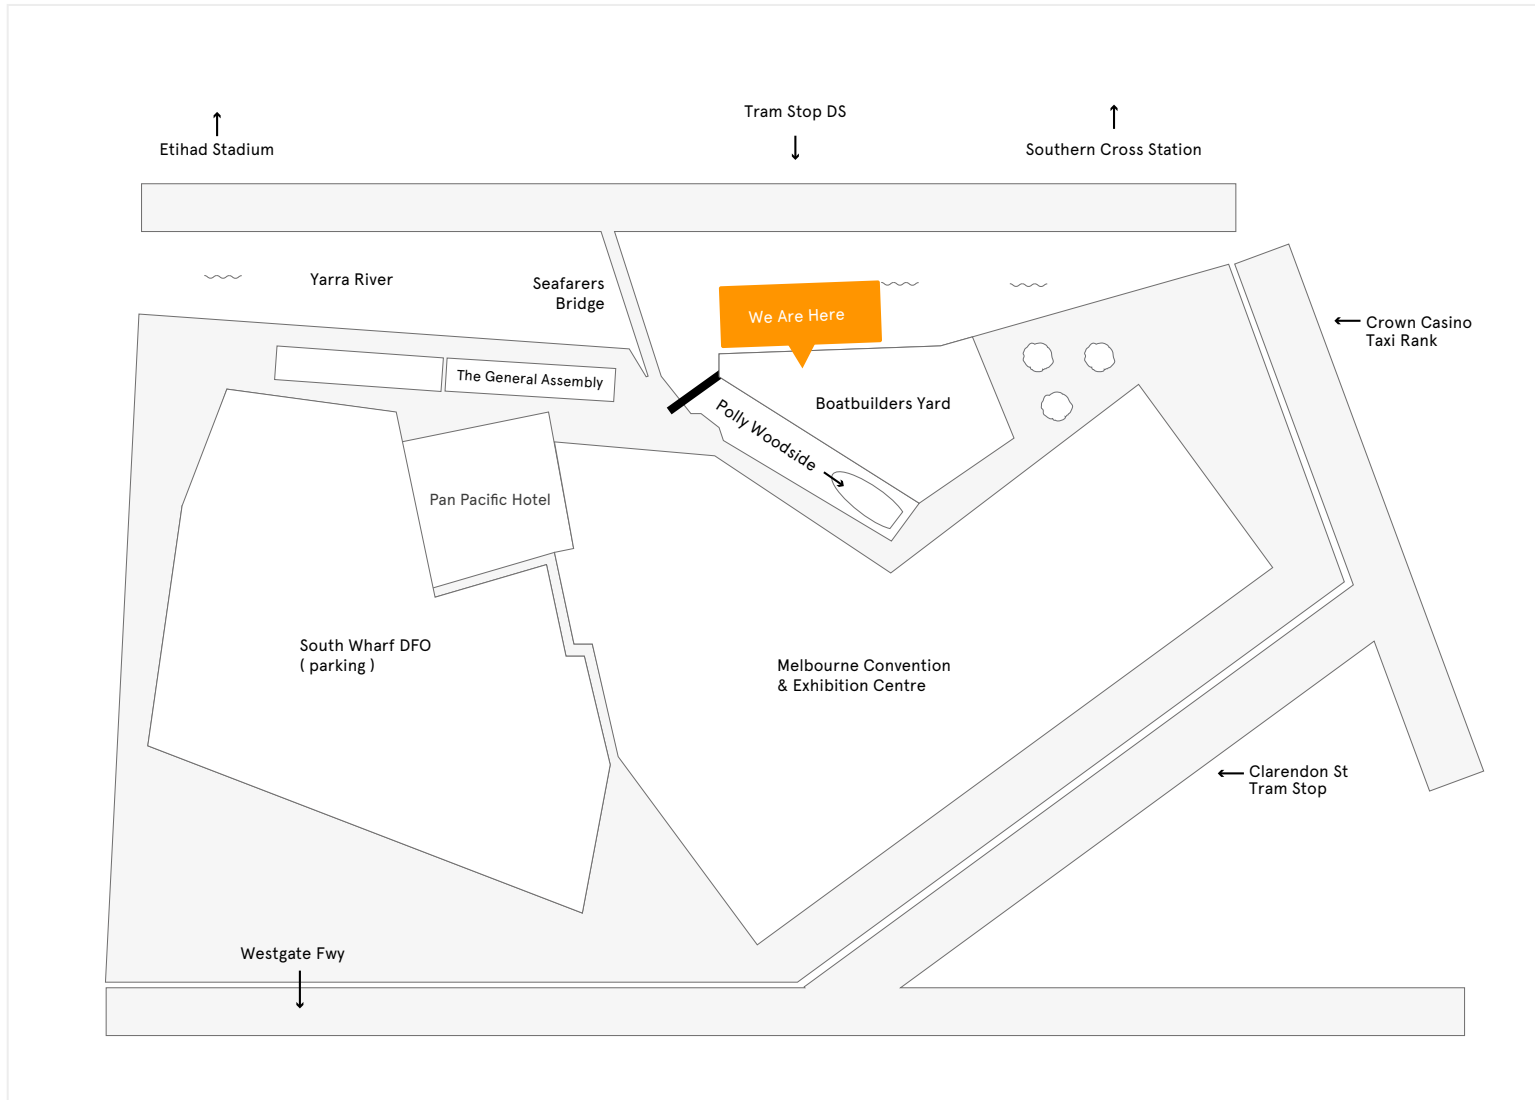 Tram Stop DS
Etihad Stadium
Southern Cross Station
Yarra River
Seafarers
Bridge
We Are Here
Crown Casino
Taxi Rank
The General Assembly
Boatbuilders Yard
Polly Woodside
Pan Pacific Hotel
South Wharf DFO
( parking )
Melbourne Convention
& Exhibition Centre
Clarendon St
Tram Stop
Westgate Fwy